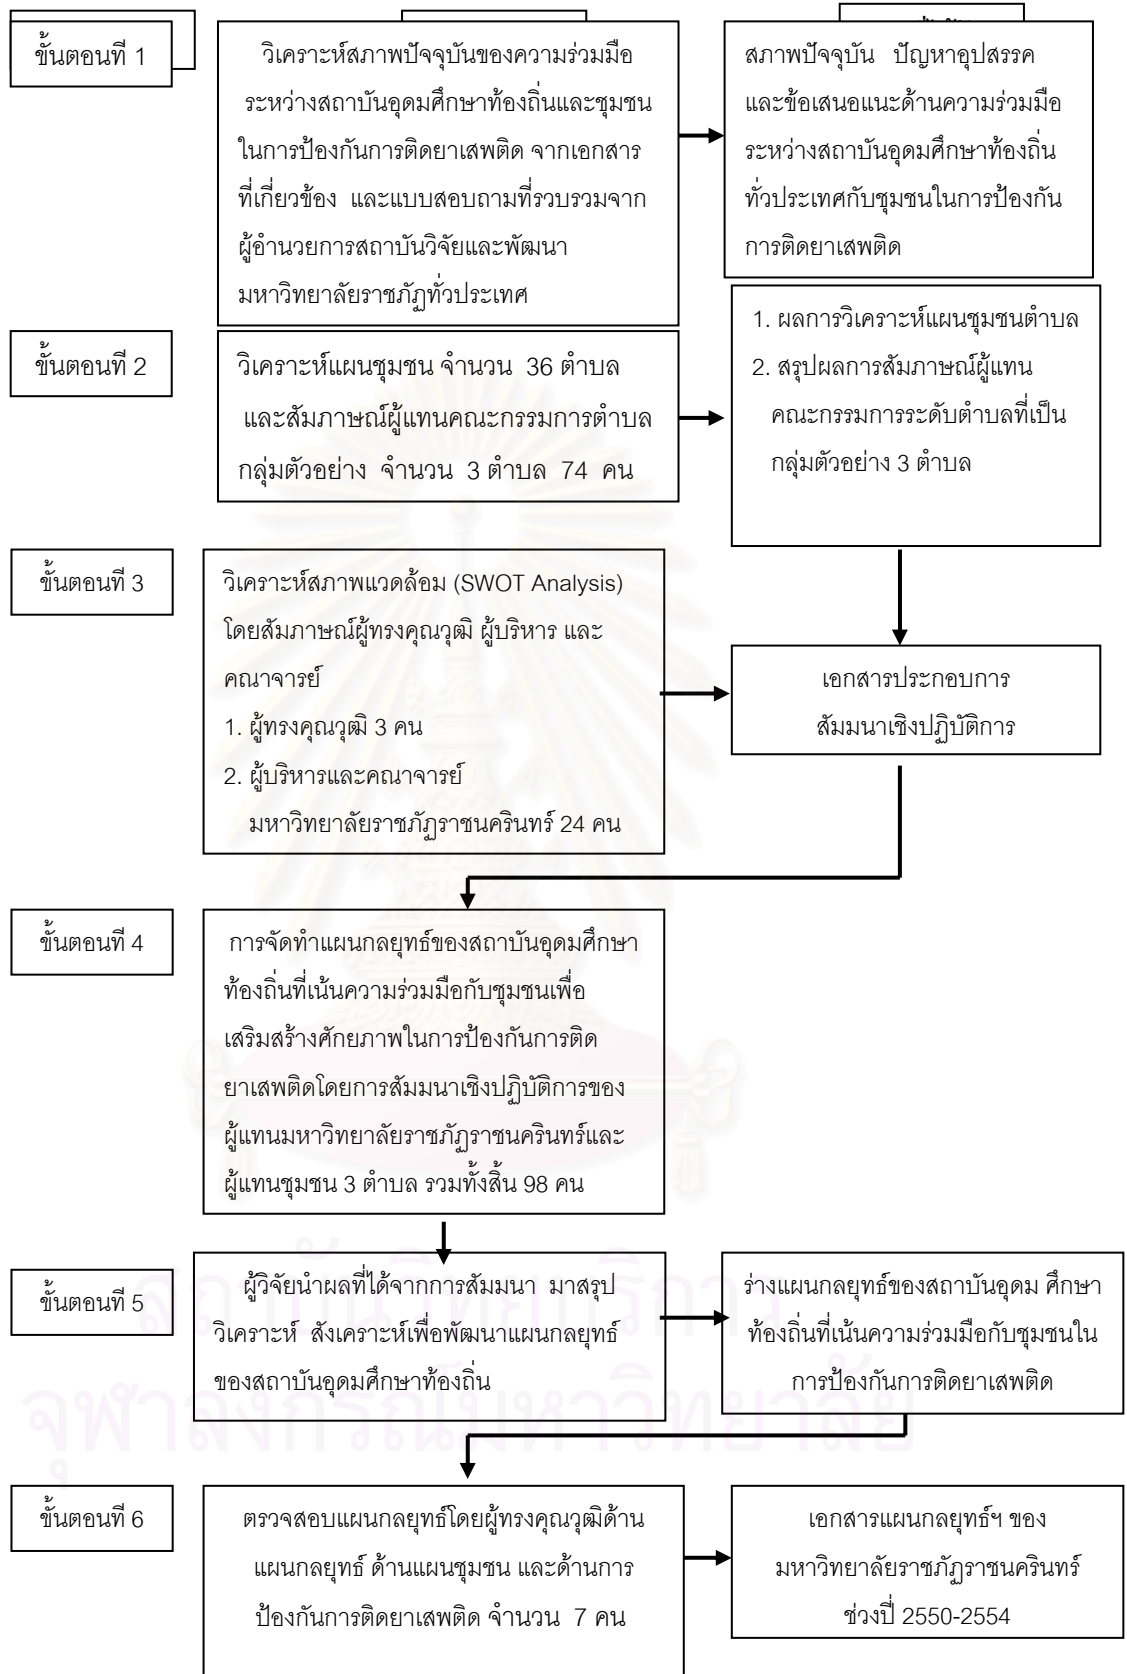 ขั้นตอนที่ 1
วิเคราะห์สภาพปัจจุบันของความร่วมมือ
ระหว่างสถาบันอุดมศึกษาท้องถิ่นและชุมชน
ในการป้องกันการติดยาเสพติด จากเอกสาร
ที่เกี่ยวข้อง และแบบสอบถามที่รวบรวมจาก
ผู้อำนวยการสถาบันวิจัยและพัฒนา
มหาวิทยาลัยราชภัฏทั่วประเทศ
สภาพปัจจุบัน ปัญหาอุปสรรค
และข้อเสนอแนะด้านความร่วมมือ
ระหว่างสถาบันอุดมศึกษาท้องถิ่น
ทั่วประเทศกับชุมชนในการป้องกัน
การติดยาเสพติด
ขั้นตอนที่ 2
วิเคราะห์แผนชุมชน จำนวน 36 ตำบล
และสัมภาษณ์ผู้แทนคณะกรรมการตำบล
กลุ่มตัวอย่าง จำนวน 3 ตำบล 74 คน
1. ผลการวิเคราะห์แผนชุมชนตำบล
2. สรุปผลการสัมภาษณ์ผู้แทน
คณะกรรมการระดับตำบลที่เป็น
กลุ่มตัวอย่าง 3 ตำบล
ขั้นตอนที่ 3
วิเคราะห์สภาพแวดล้อม (SWOT Analysis)
โดยสัมภาษณ์ผู้ทรงคุณวุฒิ ผู้บริหาร และ
คณาจารย์
1. ผู้ทรงคุณวุฒิ 3 คน
2. ผู้บริหารและคณาจารย์
มหาวิทยาลัยราชภัฏราชนครินทร์ 24 คน
เอกสารประกอบการ
สัมมนาเชิงปฏิบัติการ
ขั้นตอนที่ 4
การจัดทำแผนกลยุทธ์ของสถาบันอุดมศึกษา
ท้องถิ่นที่เน้นความร่วมมือกับชุมชนเพื่อ
เสริมสร้างศักยภาพในการป้องกันการติด
ยาเสพติดโดยการสัมมนาเชิงปฏิบัติการของ
ผู้แทนมหาวิทยาลัยราชภัฏราชนครินทร์และ
ผู้แทนชุมชน 3 ตำบล รวมทั้งสิ้น 98 คน
ขั้นตอนที่ 5
ผู้วิจัยนำผลที่ได้จากการสัมมนา มาสรุป
วิเคราะห์ สังเคราะห์เพื่อพัฒนาแผนกลยุทธ์
ของสถาบันอุดมศึกษาท้องถิ่น
ร่างแผนกลยุทธ์ของสถาบันอุดม ศึกษา
ท้องถิ่นที่เน้นความร่วมมือกับชุมชนใน
การป้องกันการติดยาเสพติด
สถาบันวิทยบริการ
จุฬาลงกรณ์มหาวิทยาลัย
ขั้นตอนที่ 6
ตรวจสอบแผนกลยุทธ์โดยผู้ทรงคุณวุฒิด้าน
แผนกลยุทธ์ ด้านแผนชุมชน และด้านการ
ป้องกันการติดยาเสพติด จำนวน 7 คน
เอกสารแผนกลยุทธ์ฯ ของ
มหาวิทยาลัยราชภัฏราชนครินทร์
ช่วงปี 2550-2554